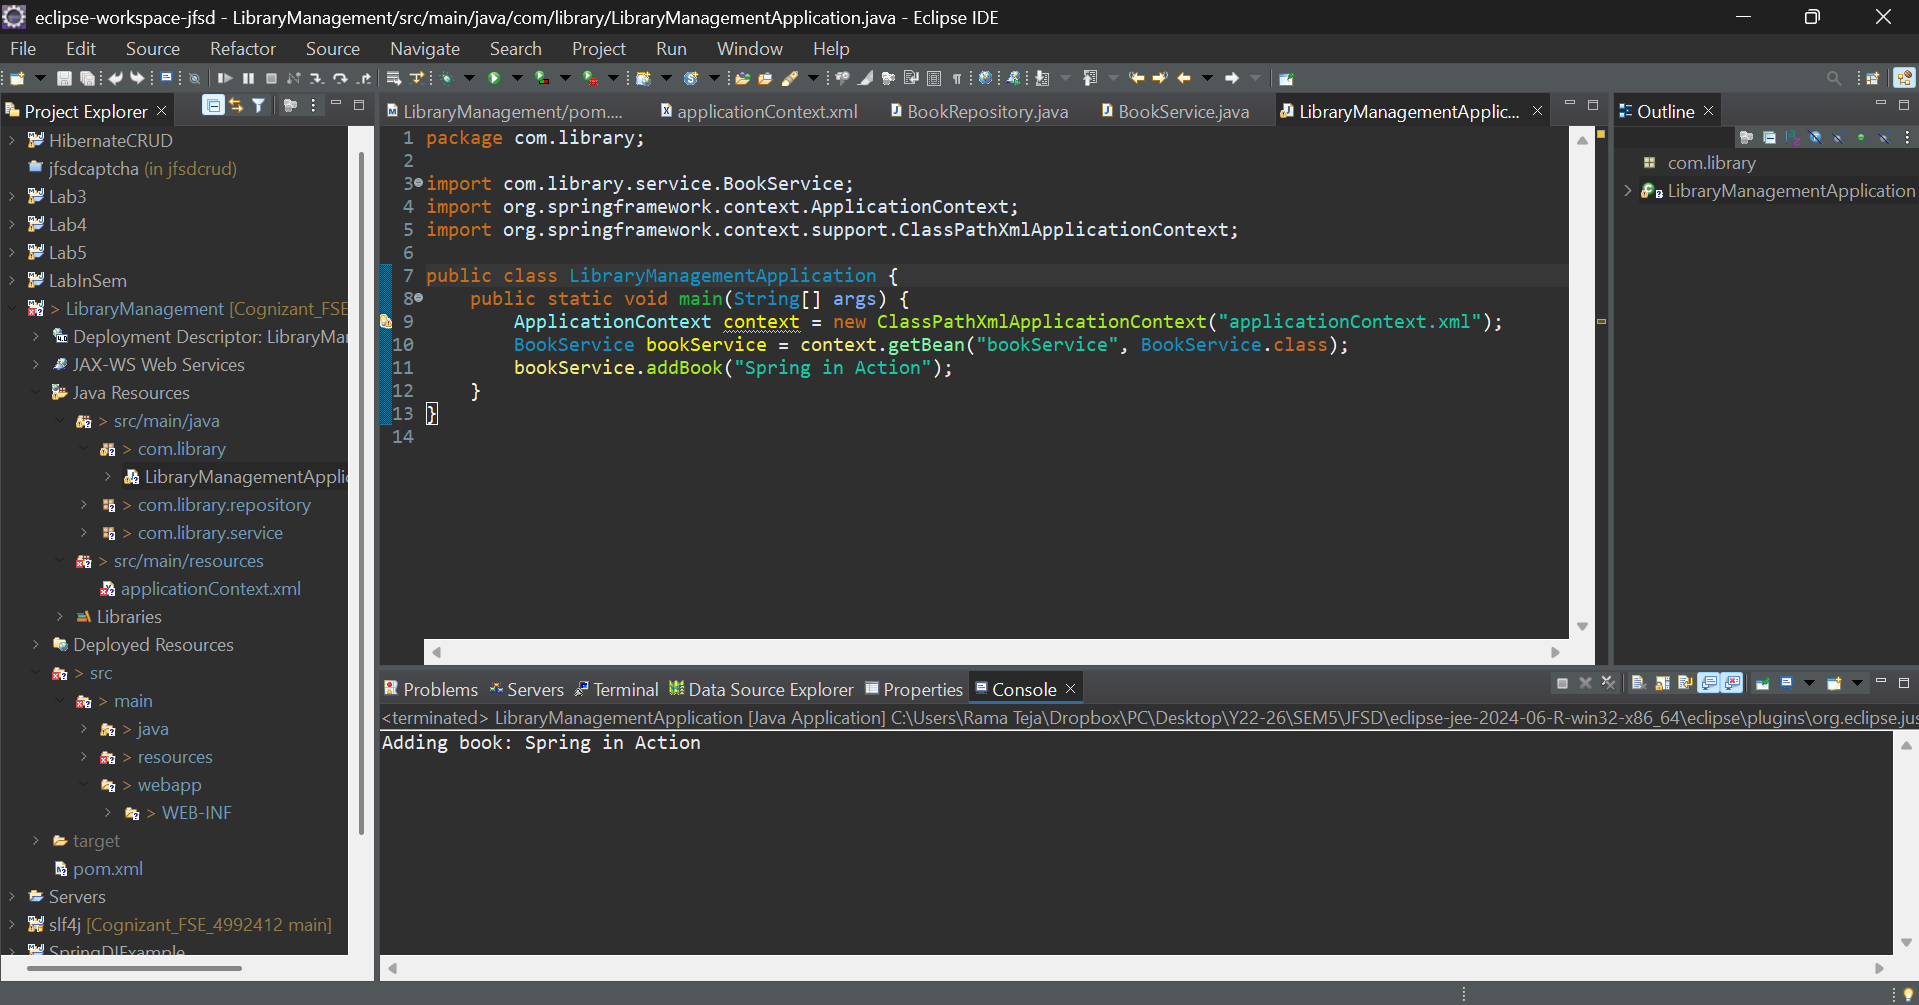 eclipse-workspace-jfsd - LibraryManagement/src/main/java/com/library/LibraryManagementApplication.java - Eclipse IDE
File Edit Source Refactor Source Navigate Search Project Run Window Help
Project Explorer
LibraryManagement/pom.... applicationContext.xml BookRepository.java BookService.java LibraryManagementApplic...
Outline
HibernateCRUD
jfsdcaptcha (in jfsdcrud)
Lab3
Lab4
Lab5
LabInSem
> LibraryManagement [Cognizant_FSE
Deployment Descriptor: LibraryMa
JAX-WS Web Services
Java Resources
> src/main/java
> com.library
LibraryManagementApplic
> com.library.repository
> com.library.service
> src/main/resources
applicationContext.xml
Libraries
Deployed Resources
> src
> main
> java
> resources
> webapp
> WEB-INF
target
pom.xml
Servers
slf4j [Cognizant_FSE_4992412 main]
SpringDIExample
1 package com.library;
2
3 import com.library.service.BookService;
4 import org.springframework.context.ApplicationContext;
5 import org.springframework.context.support.ClassPathXmlApplicationContext;
6
7 public class LibraryManagementApplication {
8 public static void main(String[] args) {
9 ApplicationContext context = new ClassPathXmlApplicationContext("applicationContext.xml");
10 BookService bookService = context.getBean("bookService", BookService.class);
11 bookService.addBook("Spring in Action");
12 }
13 }
14
com.library
LibraryManagementApplication
Problems Servers Terminal Data Source Explorer Properties Console
<terminated> LibraryManagementApplication [Java Application] C:\Users\Rama Teja\Dropbox\PC\Desktop\Y22-26\SEM5\JFSD\eclipse-jee-2024-06-R-win32-x86_64\eclipse\plugins\org.eclipse.jus
Adding book: Spring in Action